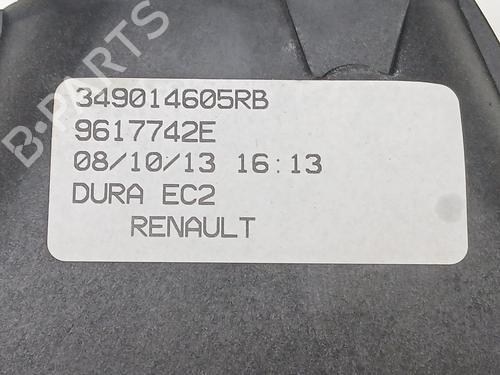 B-PARTS
349014605RB
9617742E
08/10/13 16:13
DURA EC2
RENAULT